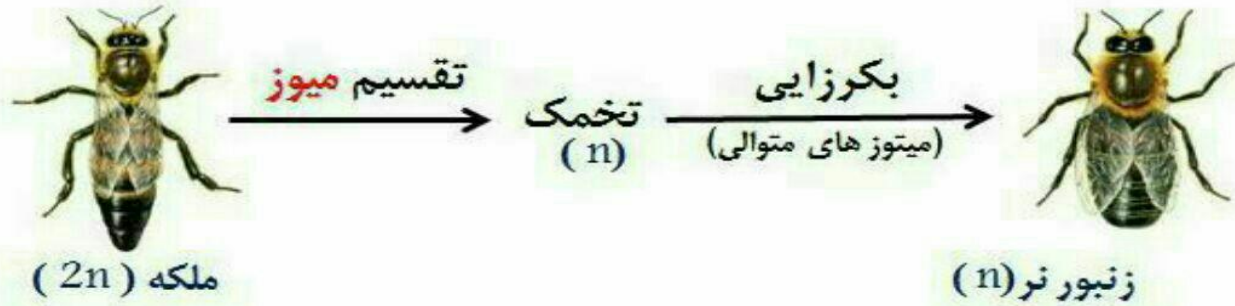 تقسیم میوز
تخمک
(n)
بکرزایی
(میتوز های متوالی)
ملکه (2n)
زنبور نر (n)